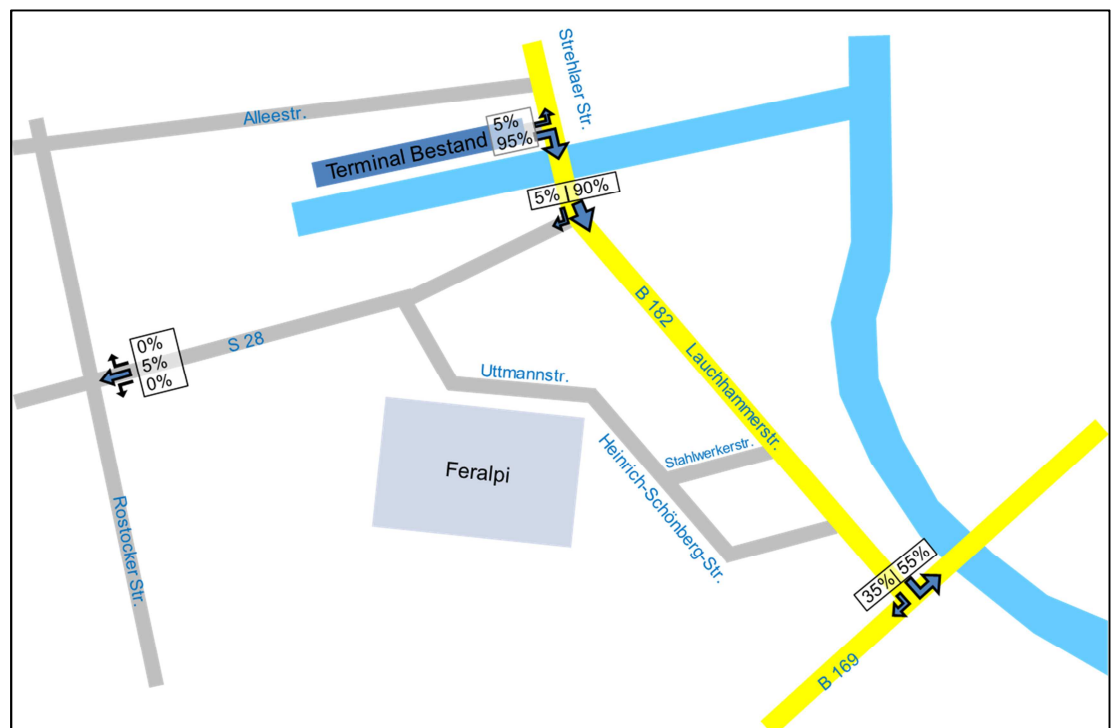 Strehlaer Str.
Alleestr.
5%
95%
Terminal Bestand
5% | 90%
B 182
0%
5%
0%
S 28
Lauchhammerstr.
Uttmannstr.
Stahlwerkerstr.
Feralpi
Heinrich-Schönberg-Str.
Rostocker Str.
35% | 55%
B 169